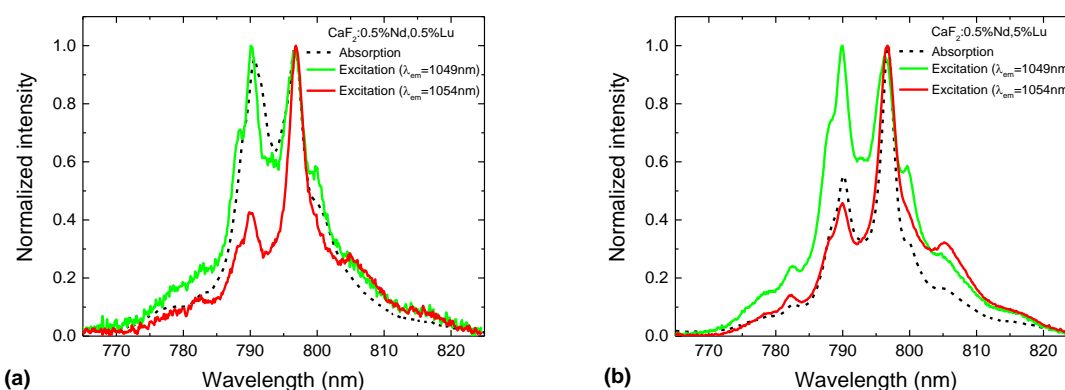 CaF2:0.5%Nd,0.5%Lu
Absorption
Excitation (λem=1049nm)
Excitation (λem=1054nm)
1.0
0.8
0.6
0.4
0.2
0.0
Normalized intensity
770 780 790 800 810 820
Wavelength (nm)
(a)
CaF2:0.5%Nd,5%Lu
Absorption
Excitation (λem=1049nm
Excitation (λem=1054nm
1.0
0.8
0.6
0.4
0.2
0.0
Normalized intensity
770 780 790 800 810 820
Wavelength (nm)
(b)